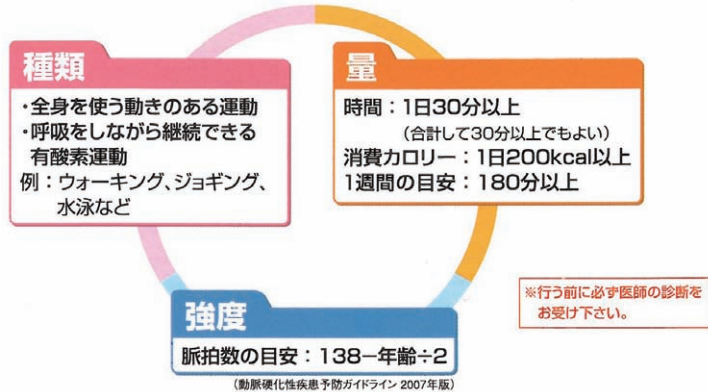 種類
・全身を使う動きのある運動
・呼吸をしながら継続できる
有酸素運動
例：ウォーキング、ジョギング、
水泳など
量
時間：1日30分以上
（合計して30分以上でもよい）
消費カロリー：1日200kcal以上
1週間の目安：180分以上
強度
脈拍数の目安：138−年齢÷2
（動脈硬化性疾患予防ガイドライン 2007年版）
※行う前に必ず医師の診断を
お受け下さい。